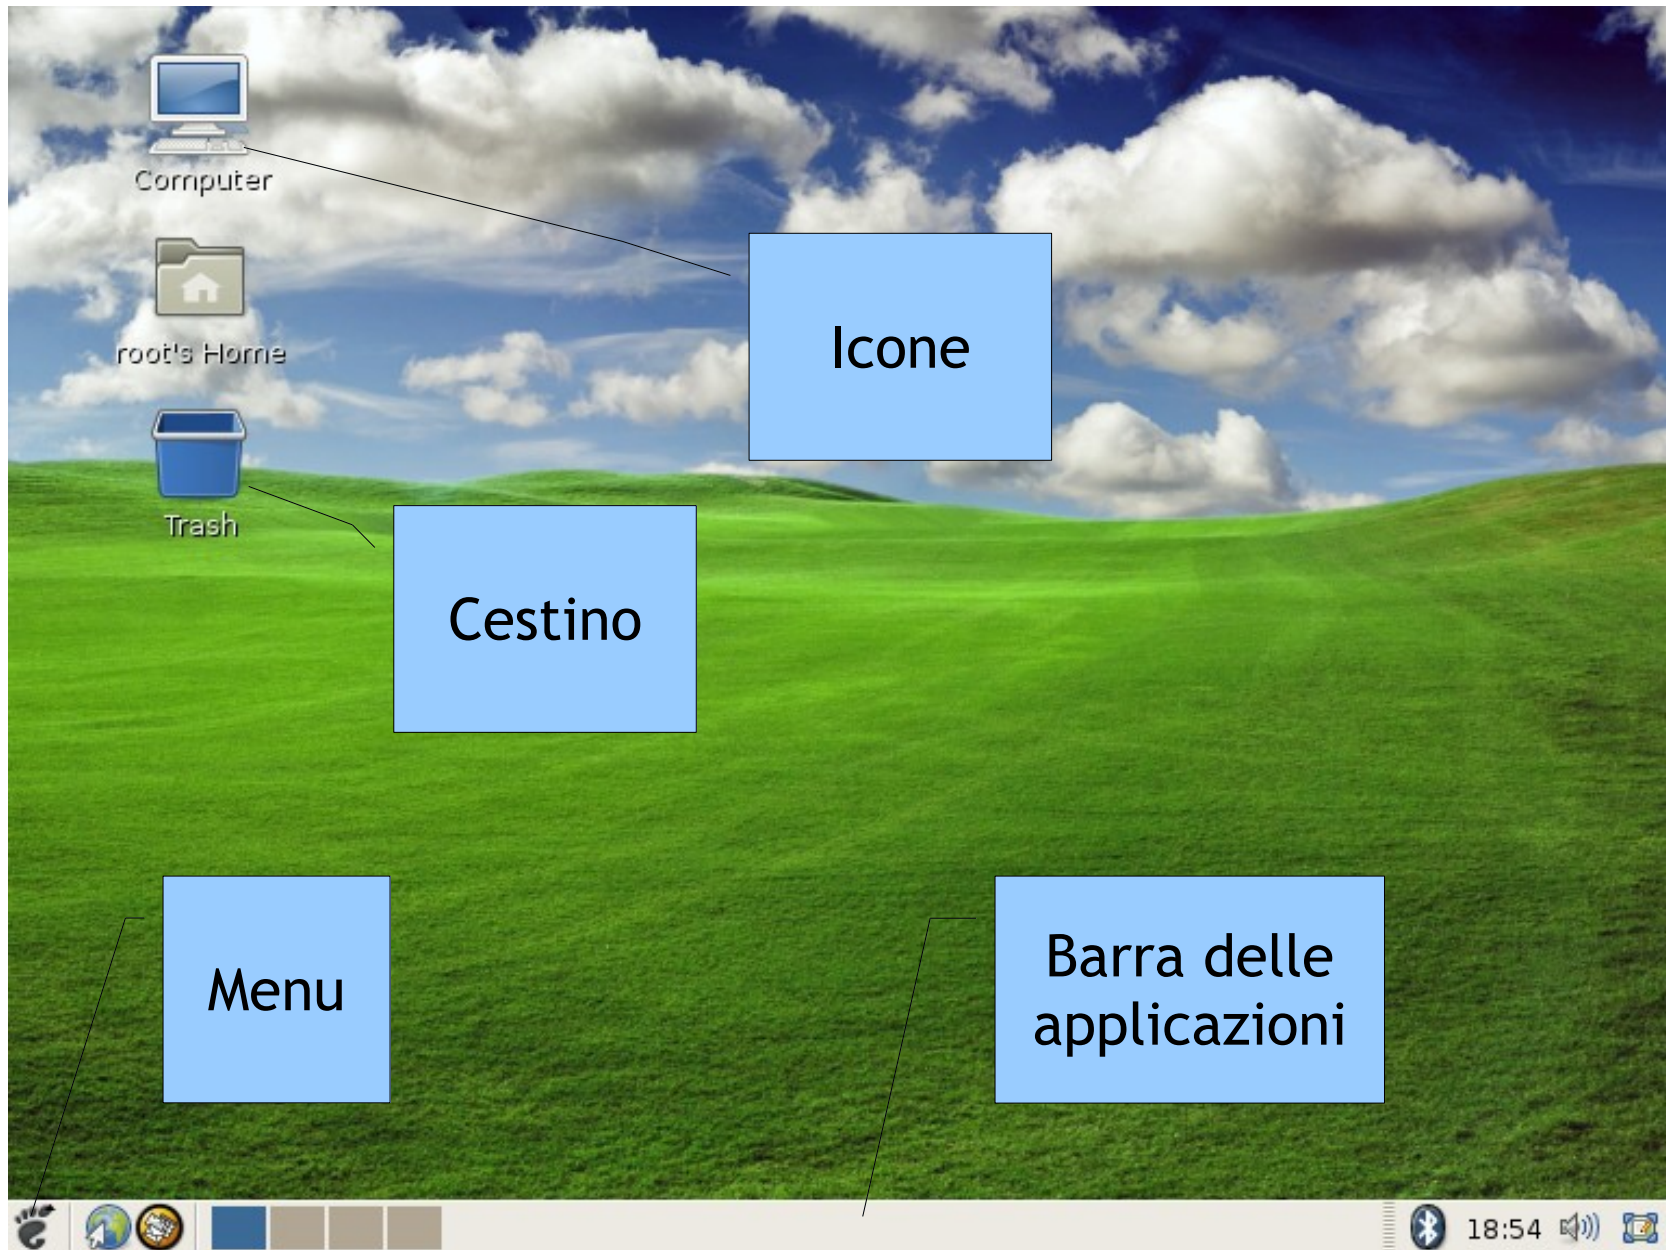 Computer
Icone
root's Home
Trash
Cestino
Menu
Barra delle
applicazioni
18:54